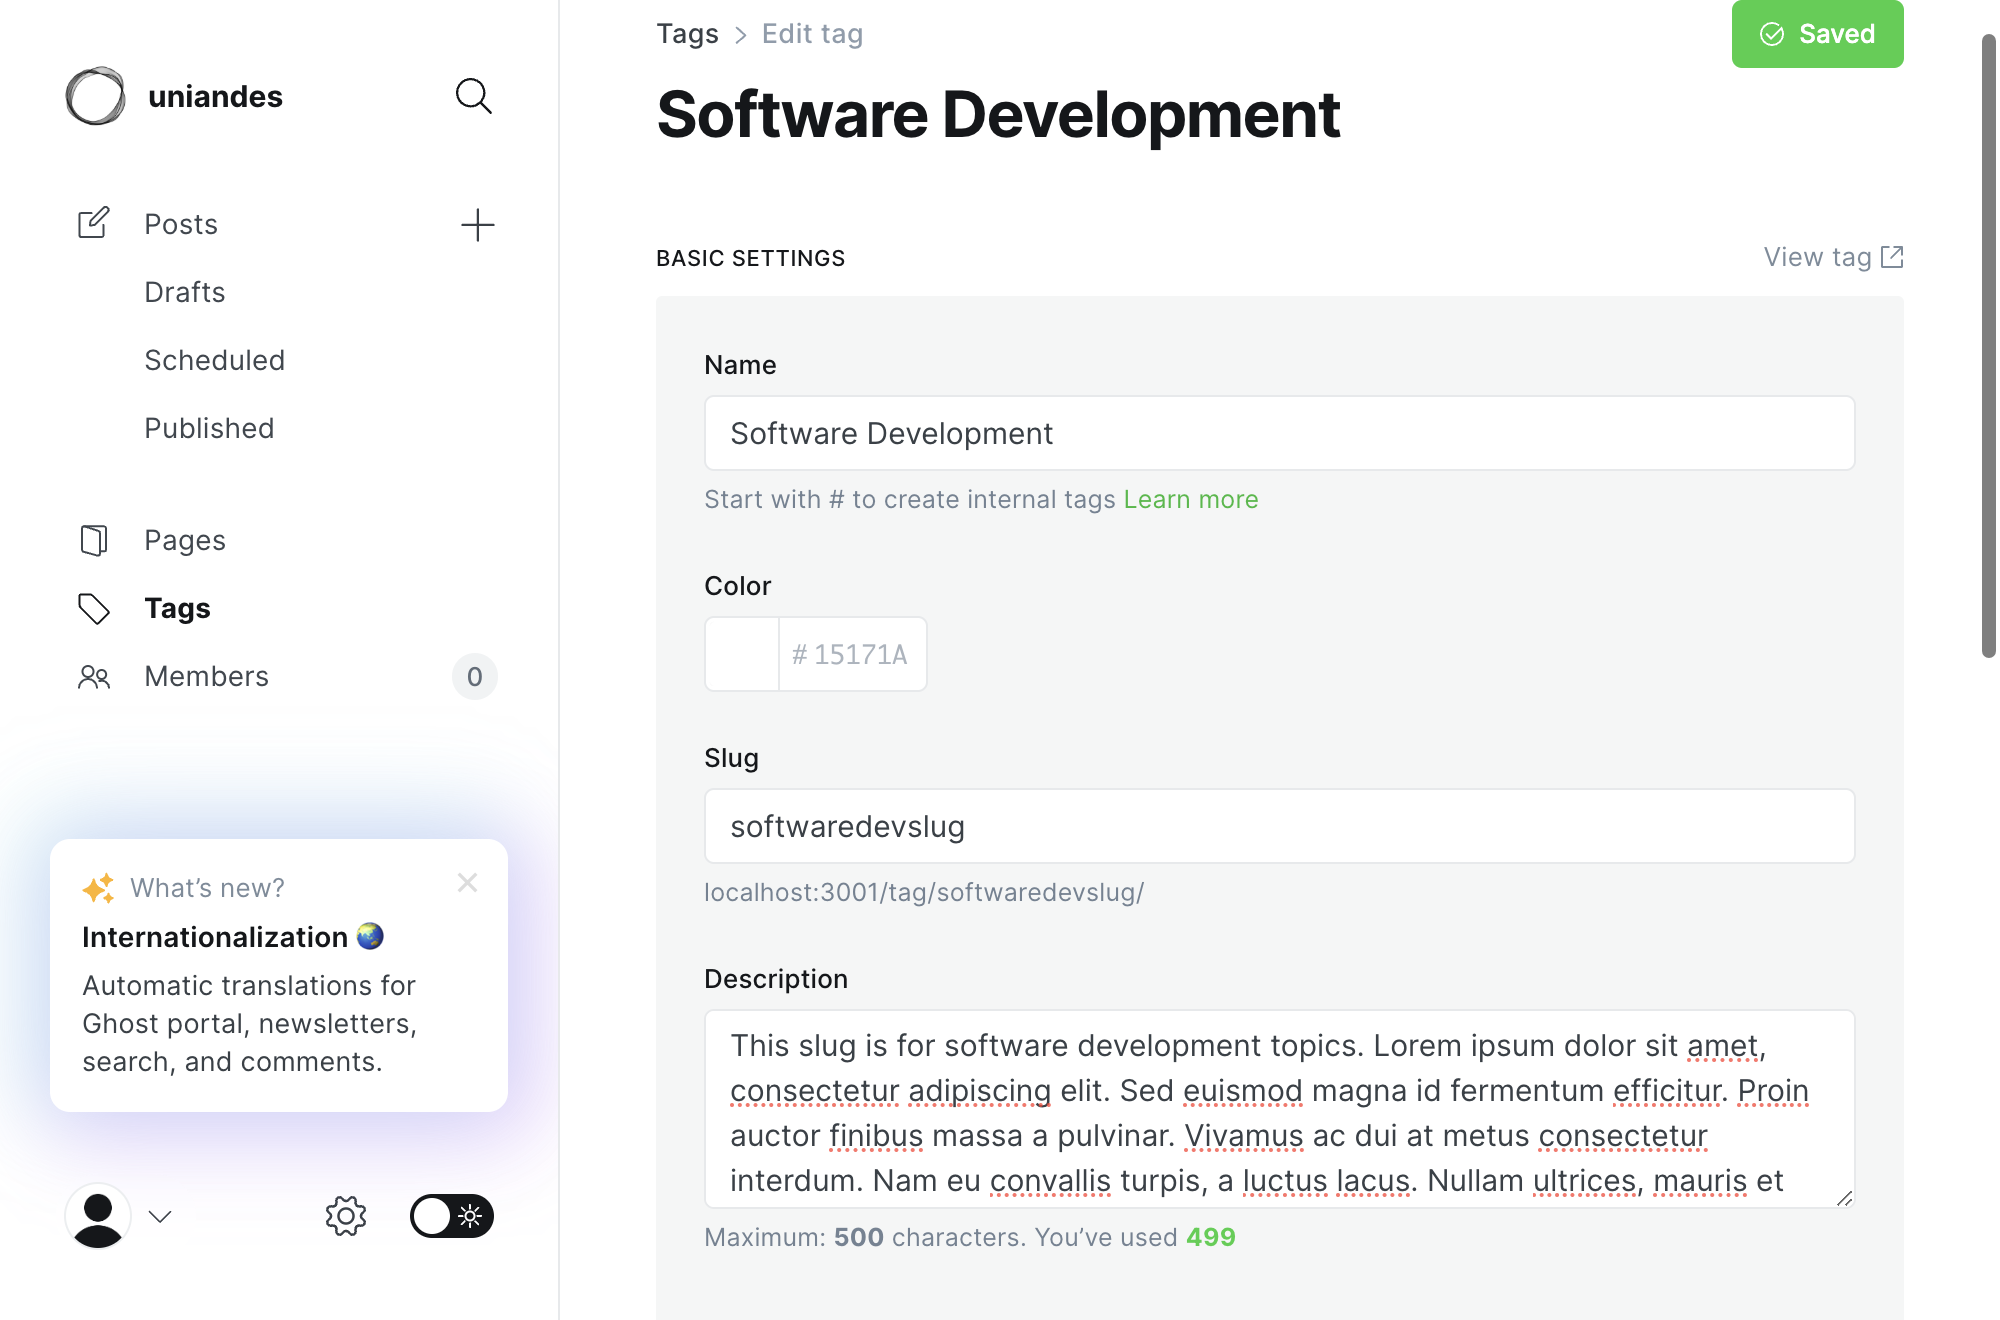 uniandes
Posts
Drafts
Scheduled
Published
Pages
Tags
Members 0
What's new?
Internationalization
Automatic translations for
Ghost portal, newsletters,
search, and comments.
Tags > Edit tag
Saved
Software Development
BASIC SETTINGS
View tag
Name
Software Development
Start with # to create internal tags Learn more
Color
# 15171A
Slug
softwaredevslug
localhost:3001/tag/softwaredevslug/
Description
This slug is for software development topics. Lorem ipsum dolor sit amet,
consectetur adipiscing elit. Sed euismod magna id fermentum efficitur. Proin
auctor finibus massa a pulvinar. Vivamus ac dui at metus consectetur
interdum. Nam eu convallis turpis, a luctus lacus. Nullam ultrices, mauris et
Maximum: 500 characters. You’ve used 499